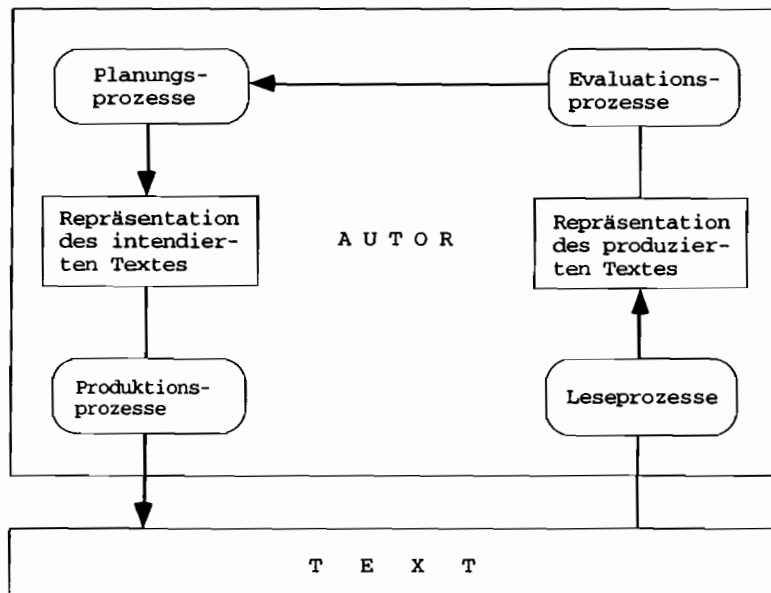 Planungs-
prozesse
Evaluations-
prozesse
Repräsentation
des intendier-
ten Textes
A U T O R
Repräsentation
des produzier-
ten Textes
Produktions-
prozesse
Leseprozesse
T E X T